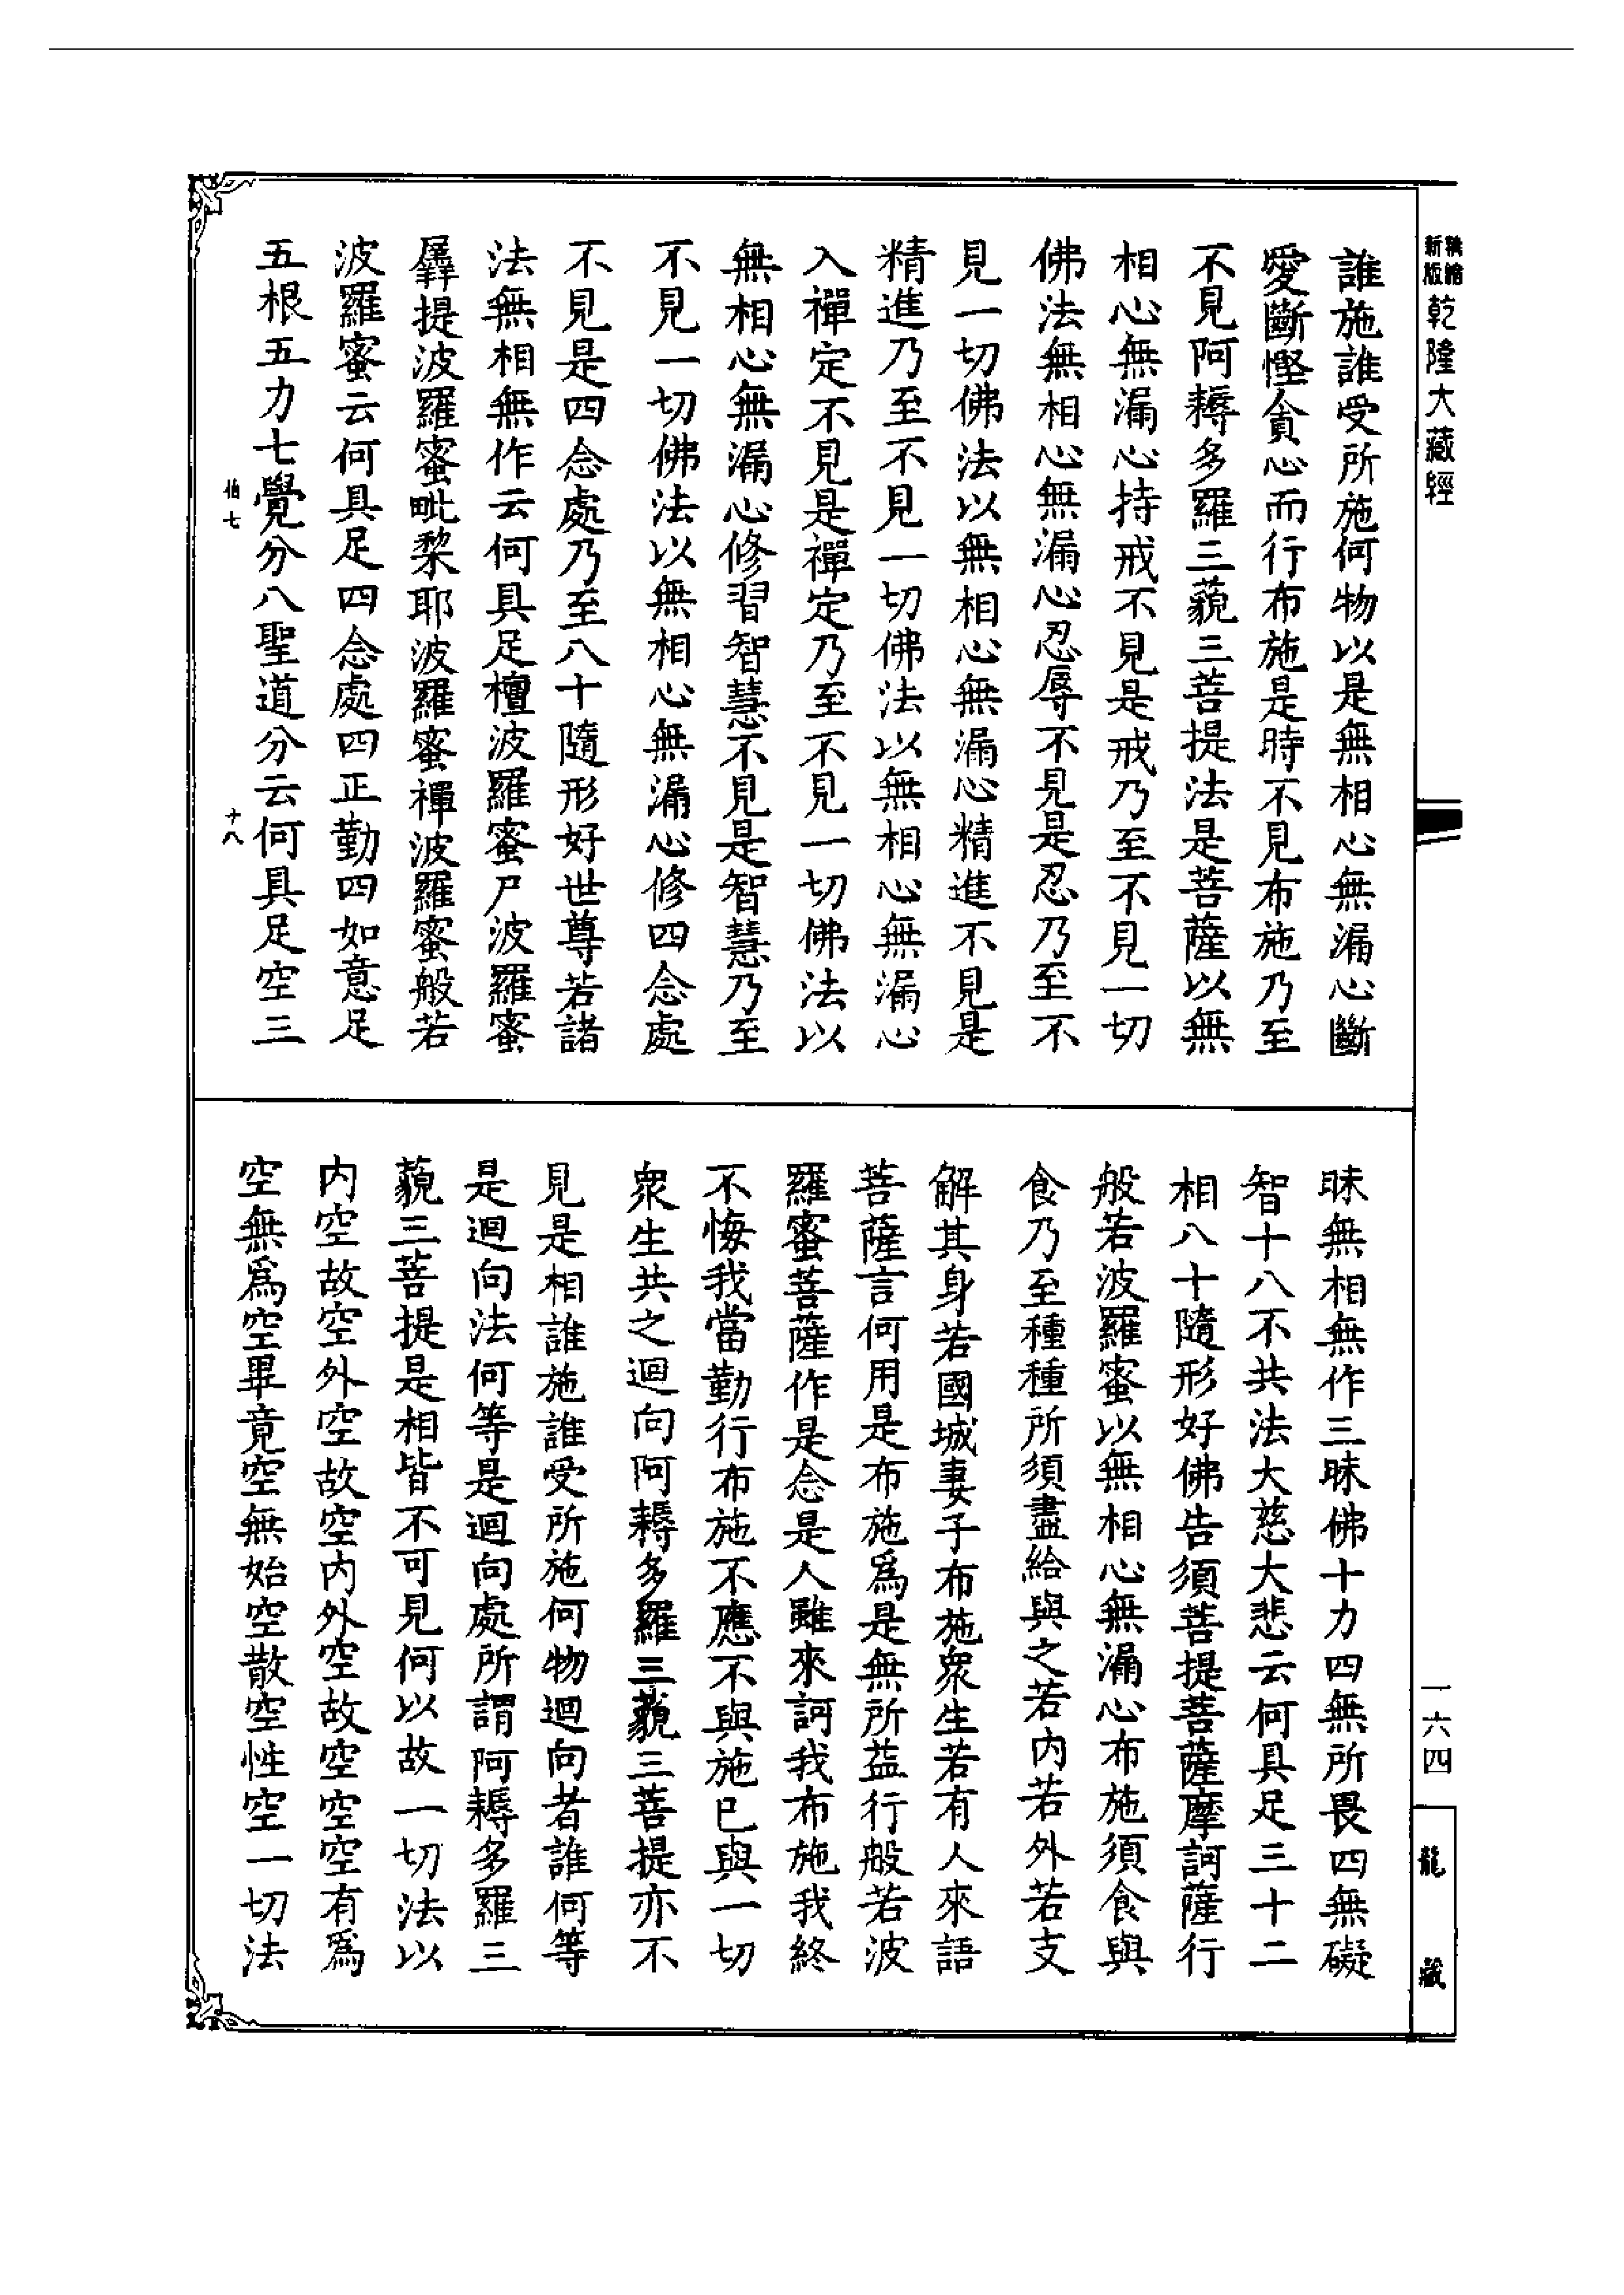 新版
精縮
乾隆大藏經
誰施誰受所施何物以是無相心無漏心斷
愛斷慳貪心而行布施是時不見布施乃至
不見阿耨多羅三藐三菩提法是菩薩以無
相心無漏心持戒不見是戒乃至不見一切
佛法無相心無漏心忍辱不見是忍乃至不
見一切佛法以無相心無漏心精進不見是
精進乃至不見一切佛法以無相心無漏心
入禪定不見是禪定乃至不見一切佛法以
無相心無漏心修習智慧不見是智慧乃至
不見一切佛法以無相心無漏心修四念處
不見是四念處乃至八十隨形好世尊若諸
法無相無作云何具足檀波羅蜜尸波羅蜜
羼提波羅蜜毗棃耶波羅蜜禪波羅蜜般若
波羅蜜云何具足四念處四正勤四如意足
五根五力七覺分八聖道分云何具足空三
伯七
十八
昧無相無作三昧佛十力四無所畏四無礙
智十八不共法大慈大悲云何具足三十二
相八十隨形好佛告須菩提菩薩摩訶薩行
般若波羅蜜以無相心無漏心布施須食與
食乃至種種所須盡給與之若內若外若支
解其身若國城妻子布施衆生若有人來語
菩薩言何用是布施爲是無所益行般若波
羅蜜菩薩作是念是人雖來訶我布施我終
不悔我當勤行布施不應不與施已與一切
衆生共之迴向阿耨多羅三藐三菩提亦不
見是相誰施誰受所施何物迴向者誰何等
是迴向法何等是迴向處所謂阿耨多羅三
藐三菩提是相皆不可見何以故一切法以
內空故空外空故空內外空故空空空有爲
空無爲空畢竟空無始空散空性空一切法
一六四
龍藏